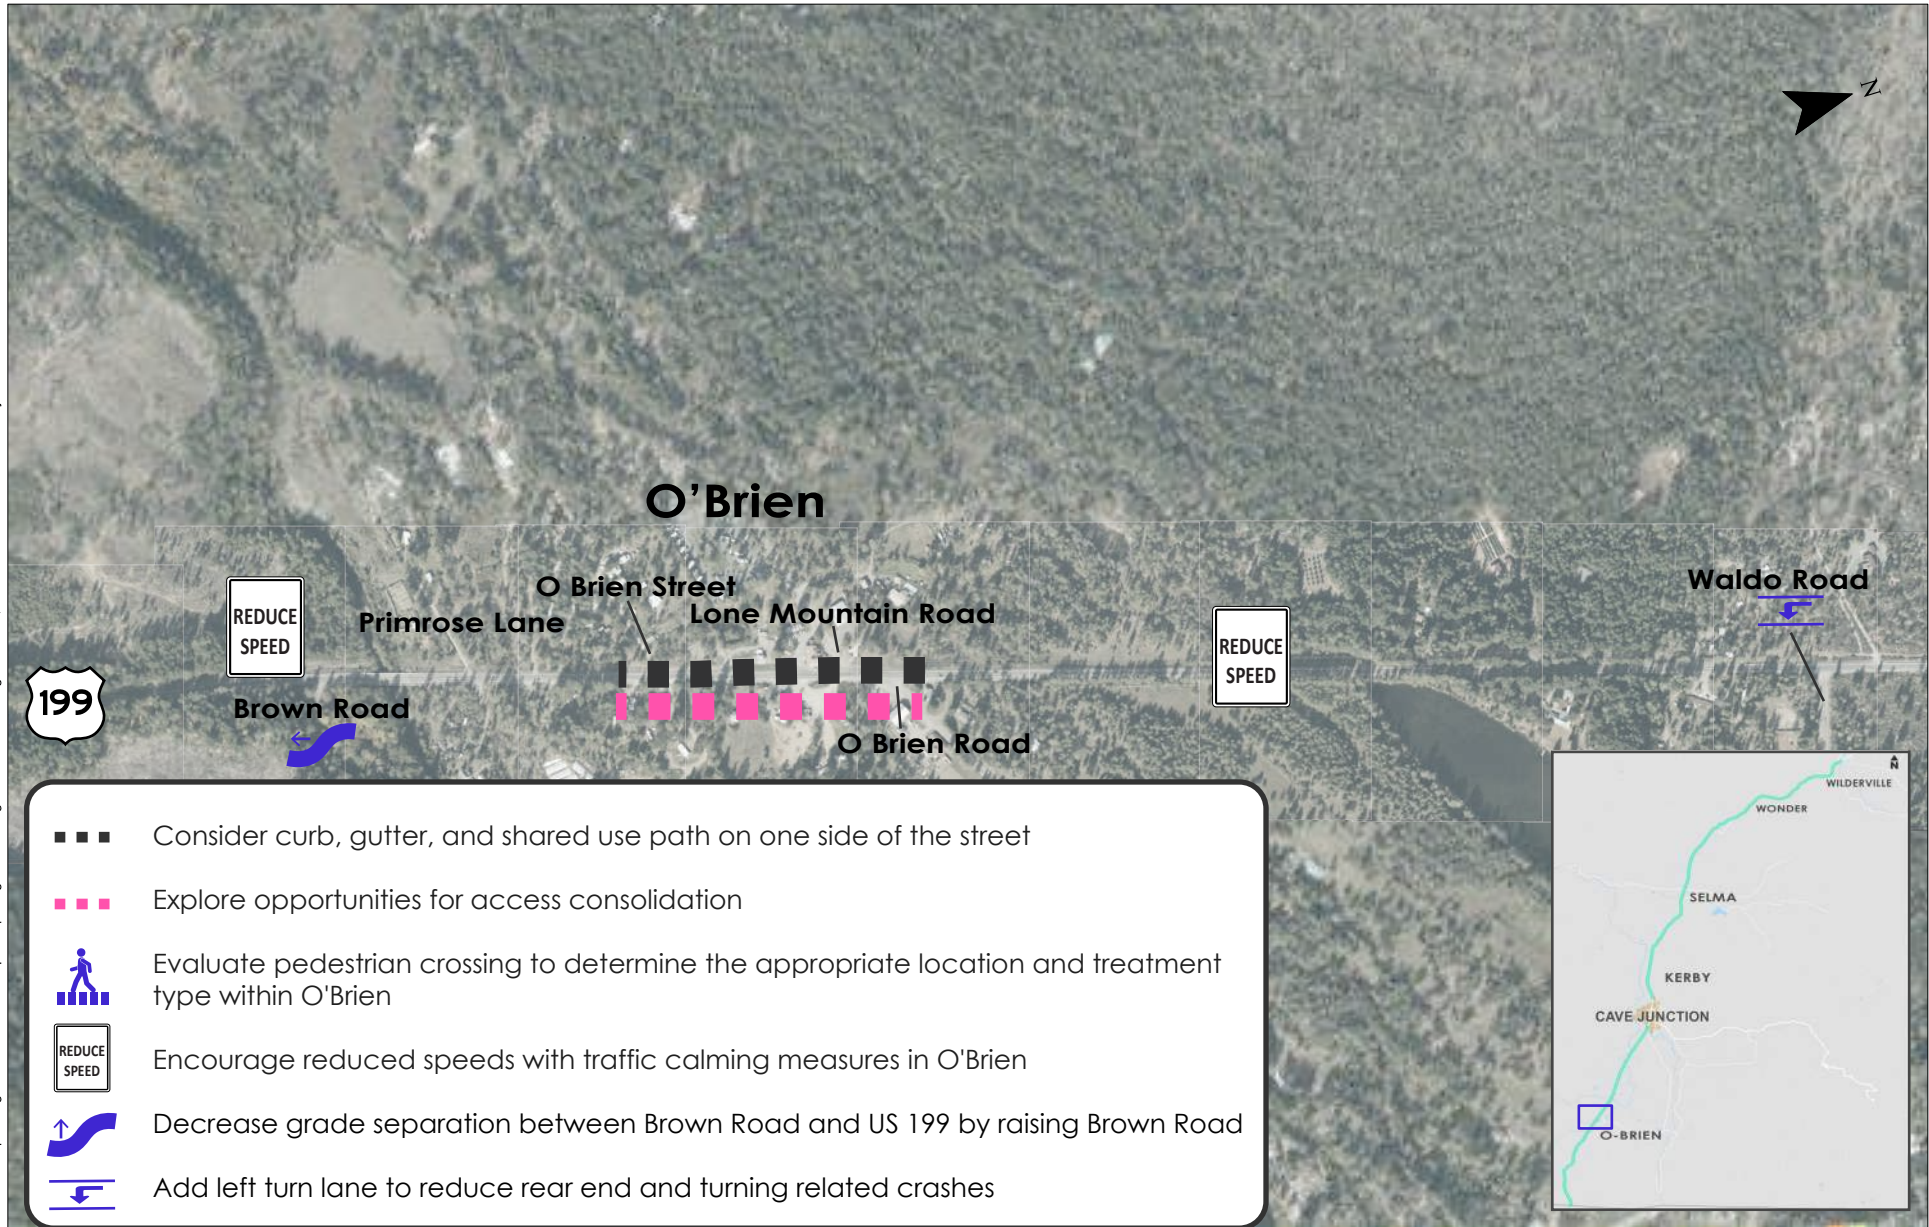 N
O'Brien
O Brien Street
Waldo Road
REDUCE
SPEED
Primrose Lane
Lone Mountain Road
REDUCE
SPEED
199
Brown Road
O Brien Road
Consider curb, gutter, and shared use path on one side of the street
Explore opportunities for access consolidation
Evaluate pedestrian crossing to determine the appropriate location and treatment
type within O'Brien
REDUCE
SPEED
Encourage reduced speeds with traffic calming measures in O'Brien
Decrease grade separation between Brown Road and US 199 by raising Brown Road
Add left turn lane to reduce rear end and turning related crashes
N
WILDERVILLE
WONDER
SELMA
KERBY
CAVE JUNCTION
O-BRIEN